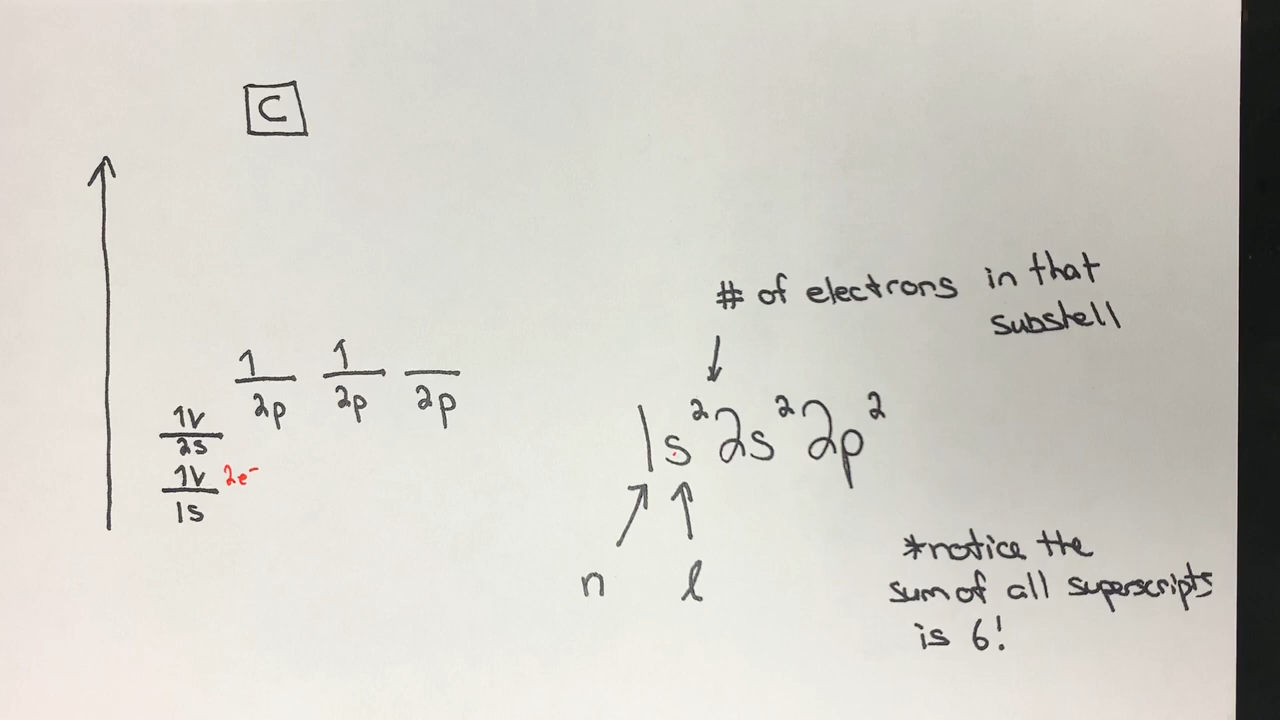 C
# of electrons in that
substell
1 1
2p 2p 2p
1v
2s
1v 2e⁻
1s
1s²2s²2p²
n l
*notice the
sum of all superscripts
is 6!